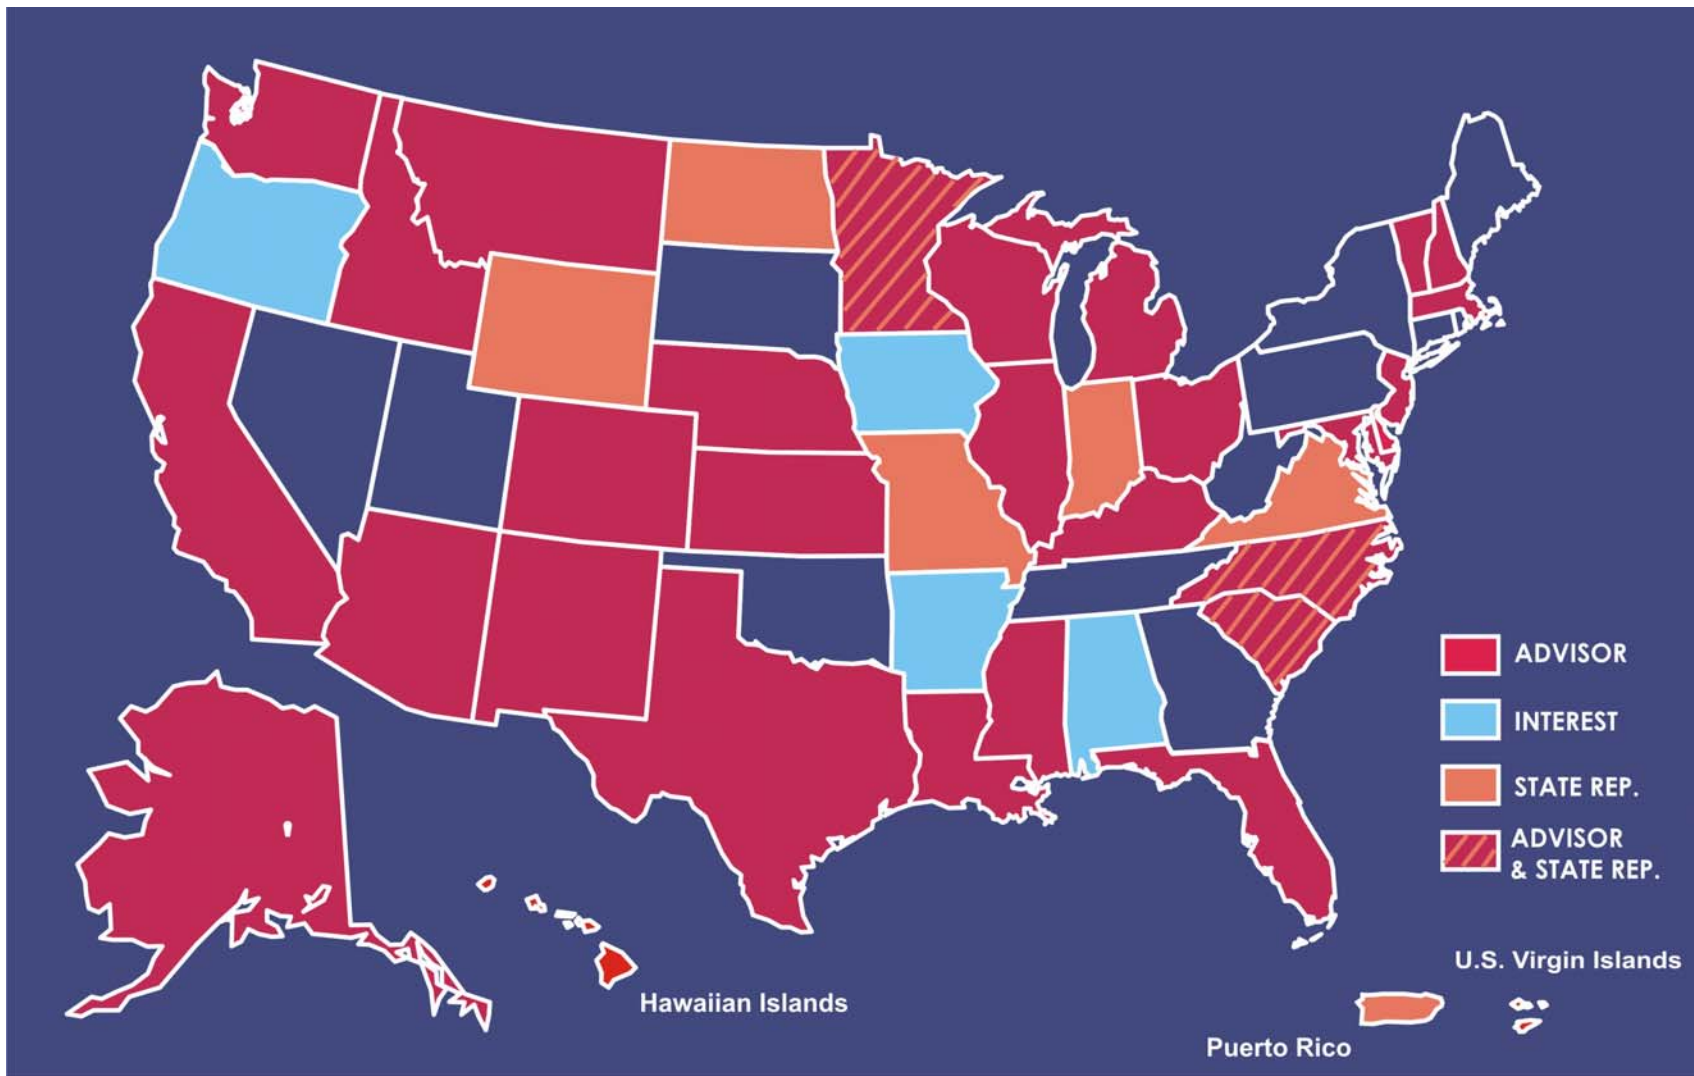 ADVISOR
INTEREST
STATE REP.
ADVISOR
& STATE REP.
U.S. Virgin Islands
Hawaiian Islands
Puerto Rico